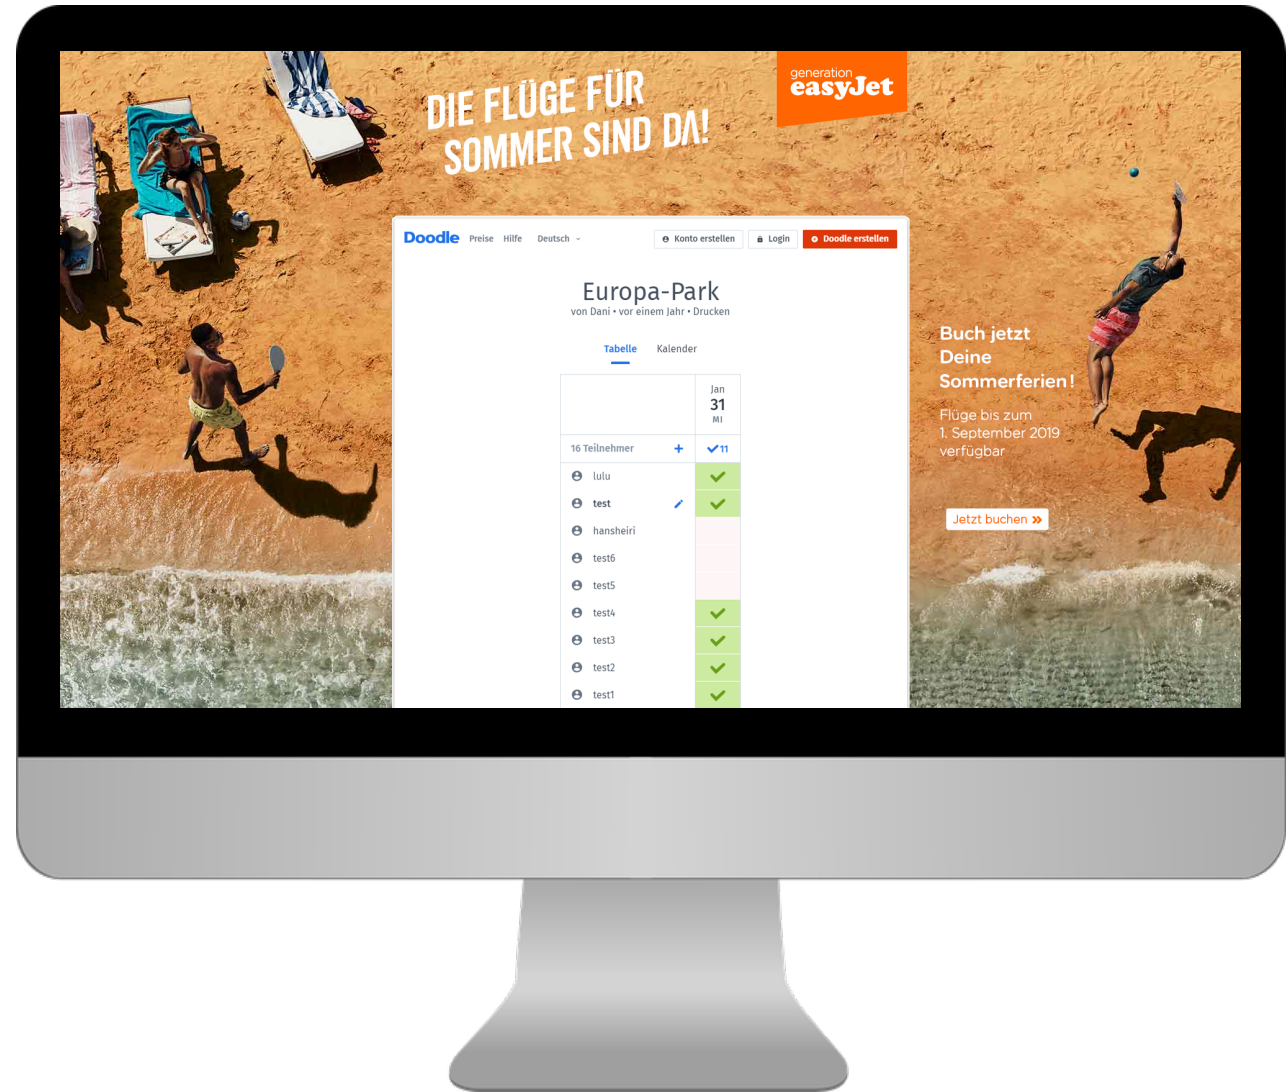 DIE FLÜGE FÜR
SOMMER SIND DA!
generation
easyJet
Doodle Preise Hilfe Deutsch Konto erstellen Login Doodle erstellen
Europa-Park
von Dani • vor einem Jahr • Drucken
Tabelle Kalender
Jan
31
MI
16 Teilnehmer + 11
lulu
test
hansheiri
test6
test5
test4
test3
test2
test1
Buch jetzt
Deine
Sommerferien!
Flüge bis zum
1. September 2019
verfügbar
Jetzt buchen »